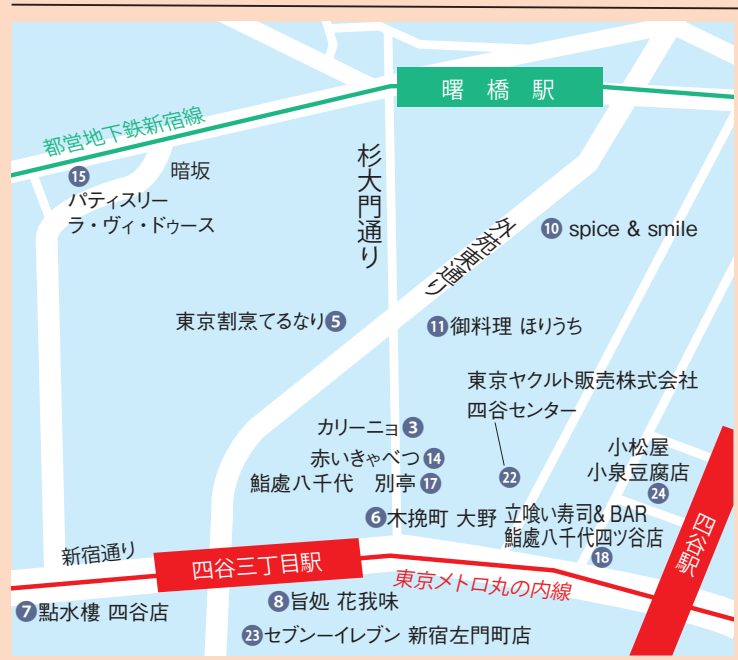 曙橋駅
都営地下鉄新宿線
暗坂
15
パティスリー
ラ・ヴィ・ドゥース
杉大門通り
外苑東通り
10 spice & smile
東京割烹てるなり5
11御料理 ほりうち
東京ヤクルト販売株式会社
四谷センター
22
カリーニョ3
赤いきゃべつ14
鮨處八千代 別亭17
6木挽町 大野
小松屋
小泉豆腐店
24
立喰い寿司& BAR
鮨處八千代四ツ谷店
18
四谷駅
新宿通り
四谷三丁目駅
東京メトロ丸の内線
7點水樓 四谷店
8旨処 花我味
23セブンーイレブン 新宿左門町店